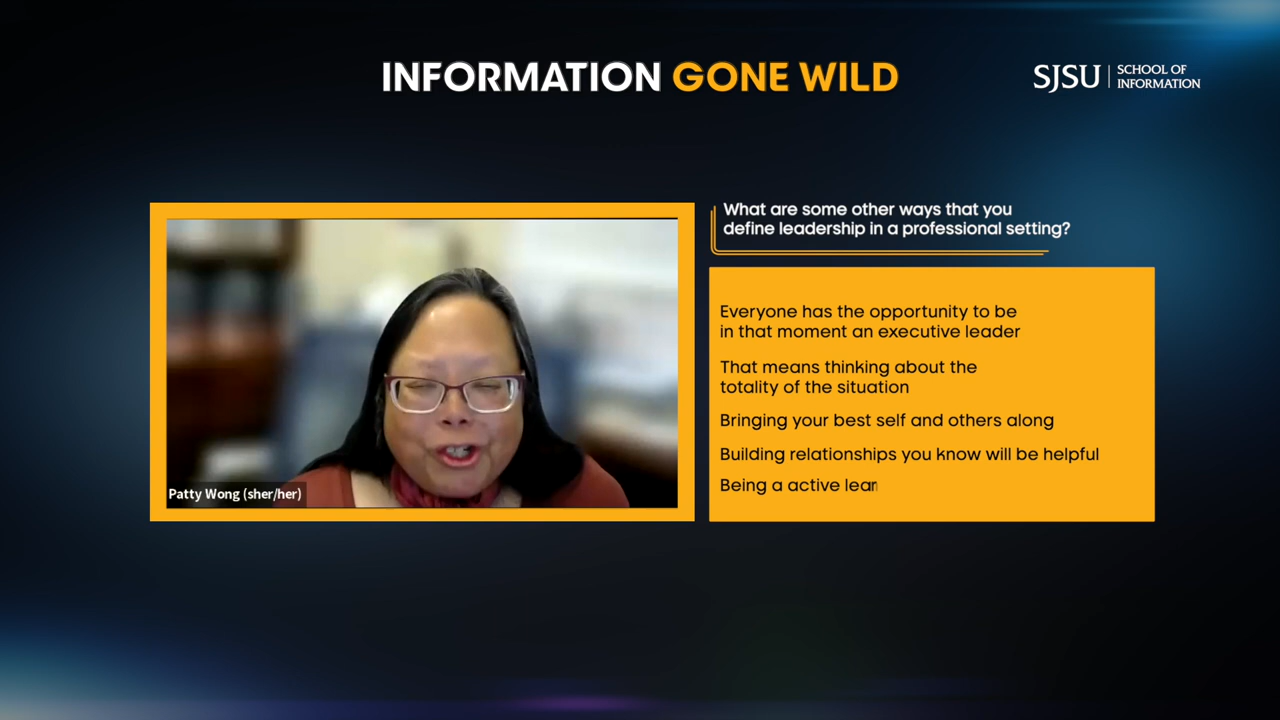 INFORMATION GONE WILD
SJSU
SCHOOL OF
INFORMATION
What are some other ways that you
define leadership in a professional setting?
Everyone has the opportunity to be
in that moment an executive leader
That means thinking about the
totality of the situation
Bringing your best self and others along
Building relationships you know will be helpful
Being a active lear
Patty Wong (sher/her)